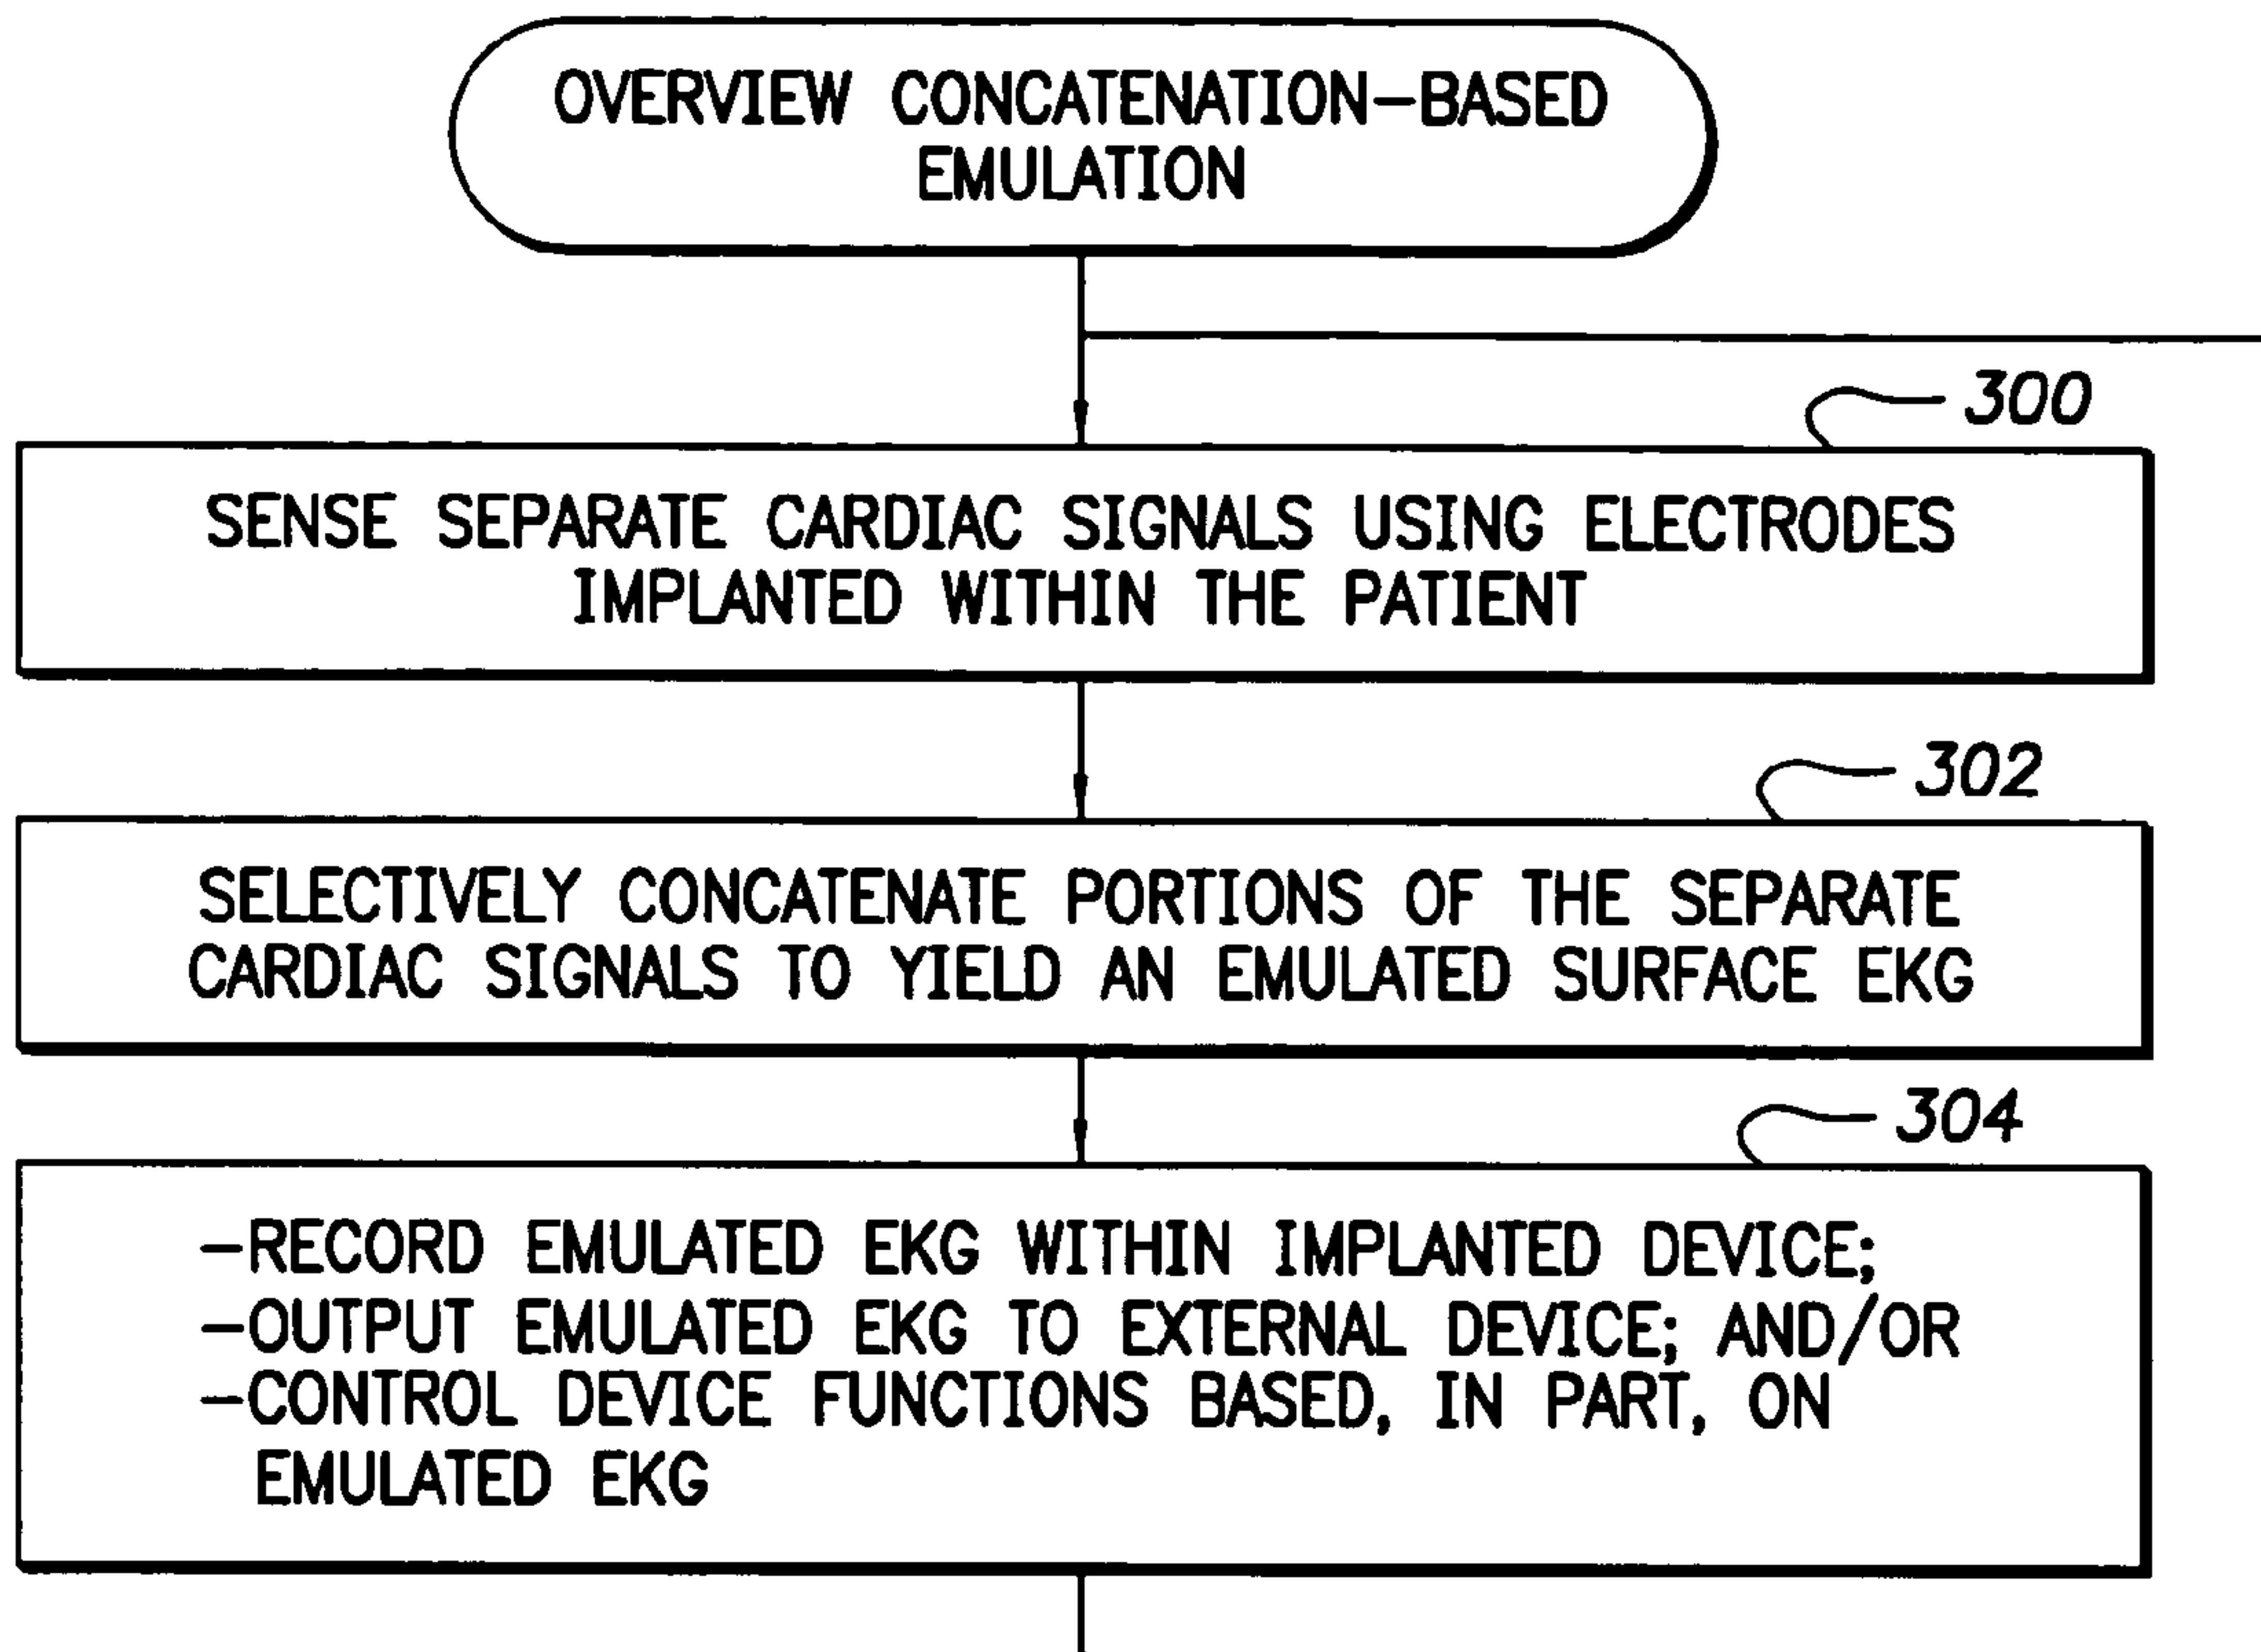 OVERVIEW CONCATENATION-BASED
EMULATION
300
SENSE SEPARATE CARDIAC SIGNALS USING ELECTRODES
IMPLANTED WITHIN THE PATIENT
302
SELECTIVELY CONCATENATE PORTIONS OF THE SEPARATE
CARDIAC SIGNALS TO YIELD AN EMULATED SURFACE EKG
304
-RECORD EMULATED EKG WITHIN IMPLANTED DEVICE;
-OUTPUT EMULATED EKG TO EXTERNAL DEVICE; AND/OR
-CONTROL DEVICE FUNCTIONS BASED, IN PART, ON
EMULATED EKG